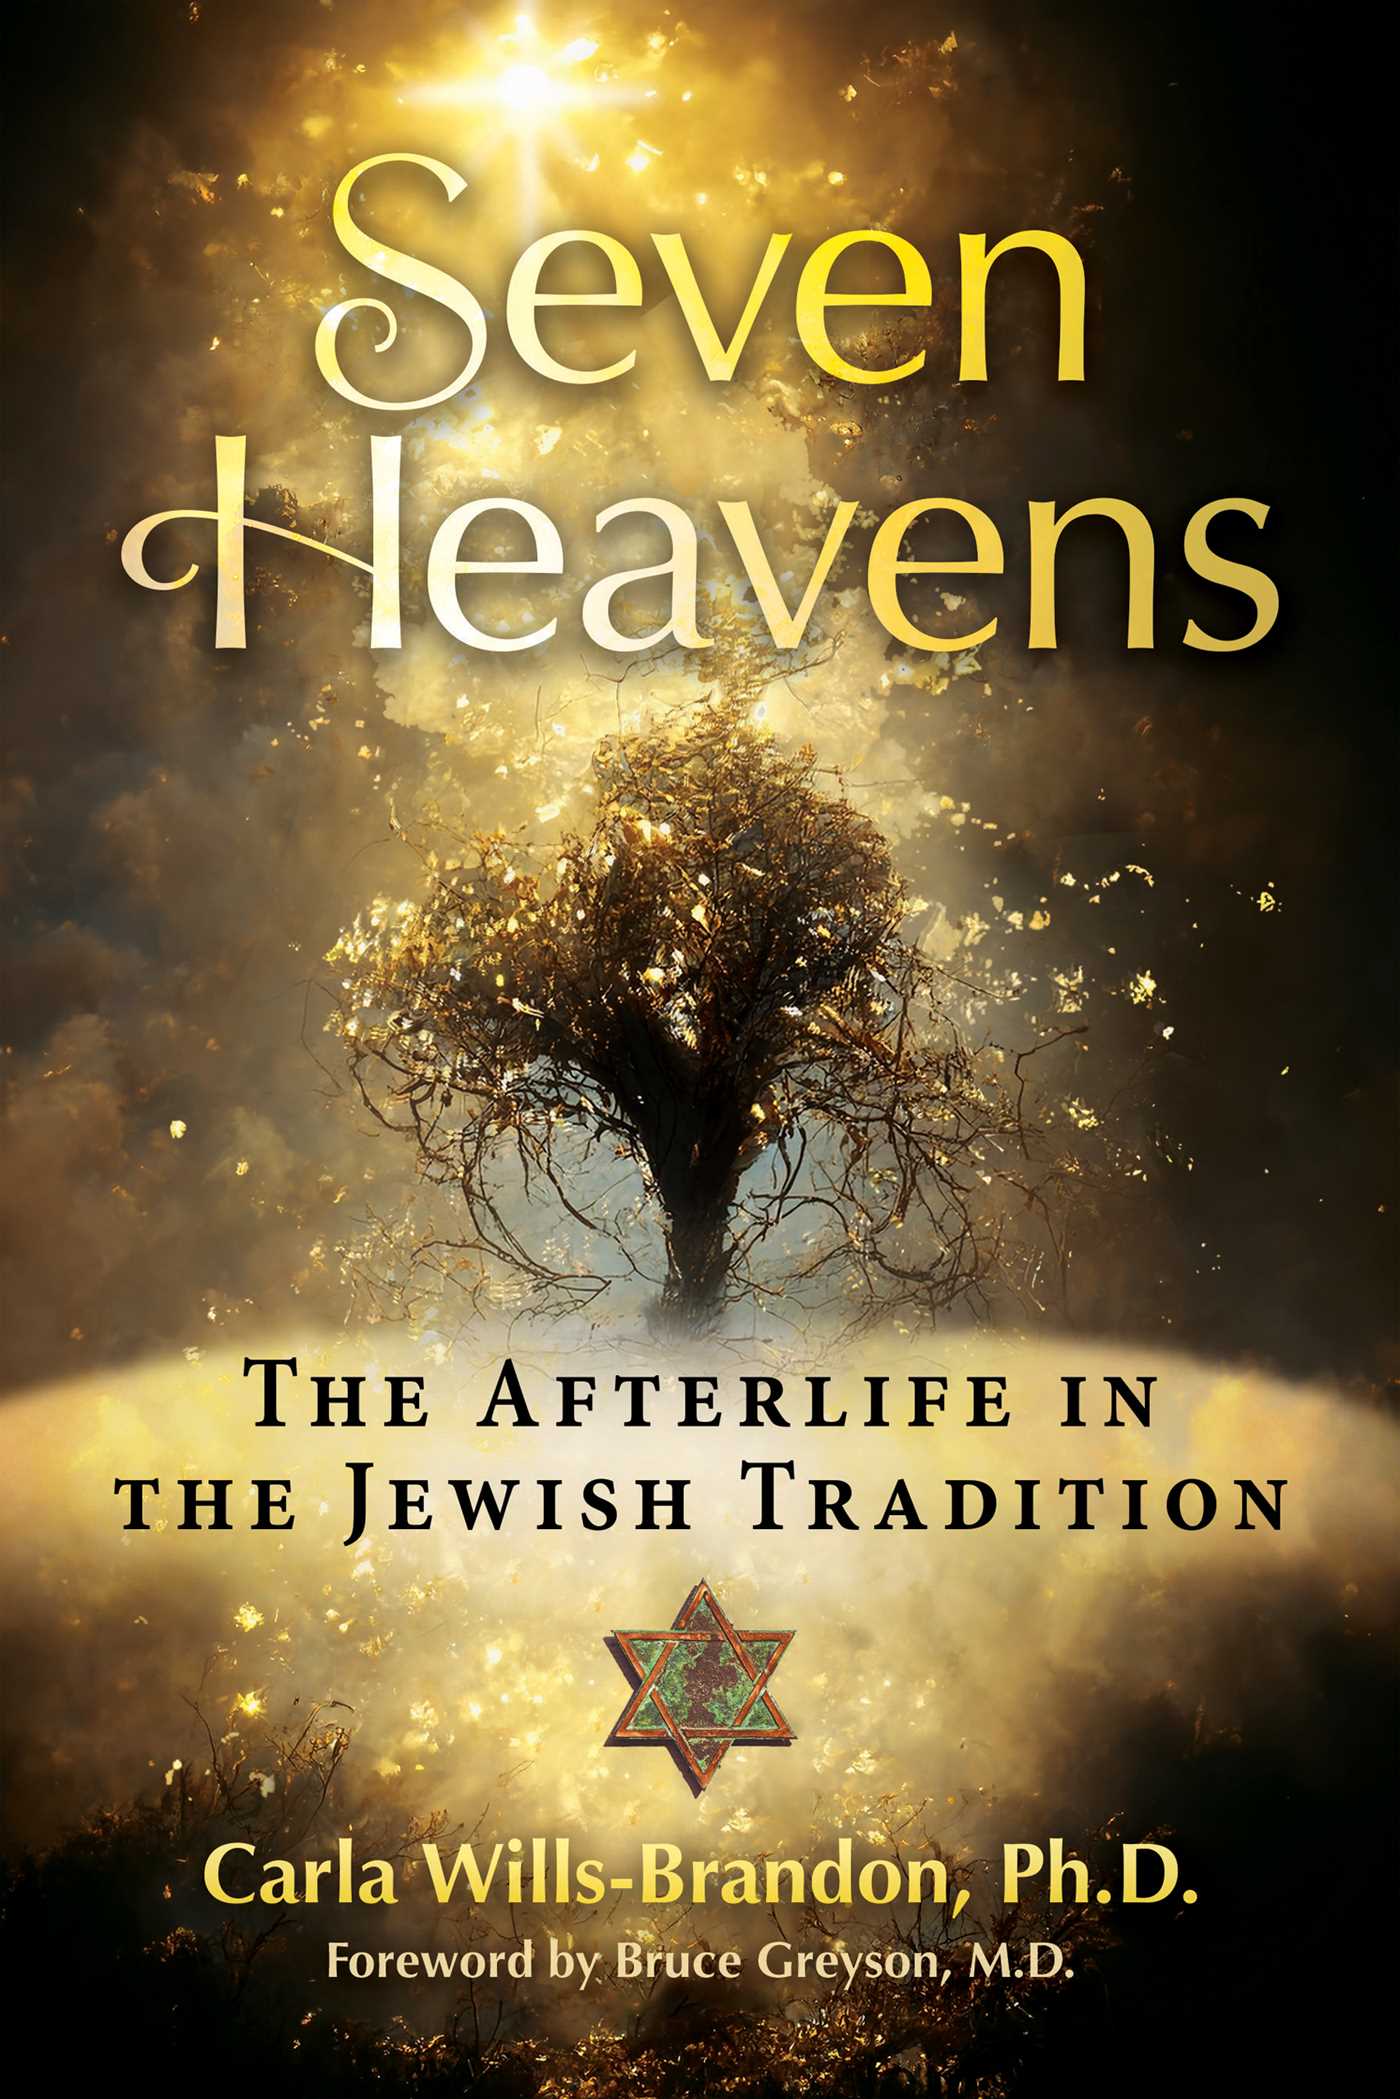 Seven
Heavens
The Afterlife in
the Jewish Tradition
Carla Wills-Brandon, Ph.D.
Foreword by Bruce Greyson, M.D.